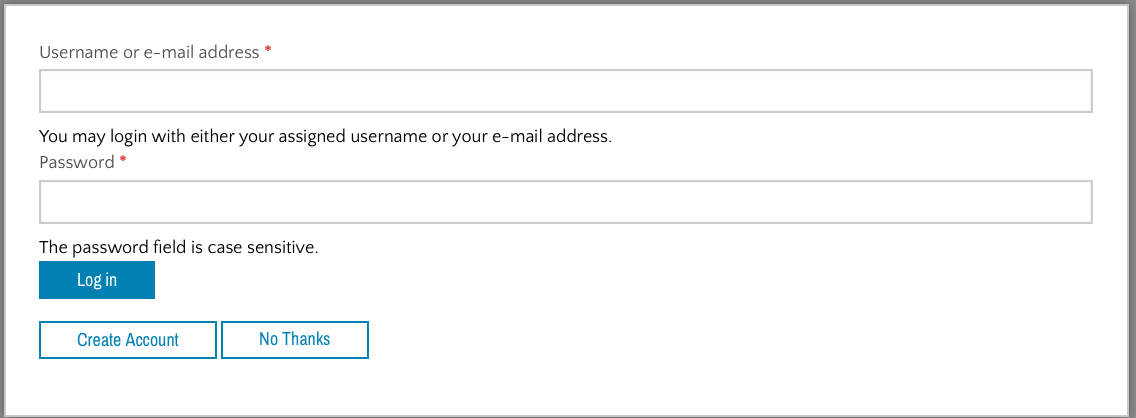 Username or e-mail address *
You may login with either your assigned username or your e-mail address.
Password *
The password field is case sensitive.
Log in
Create Account No Thanks